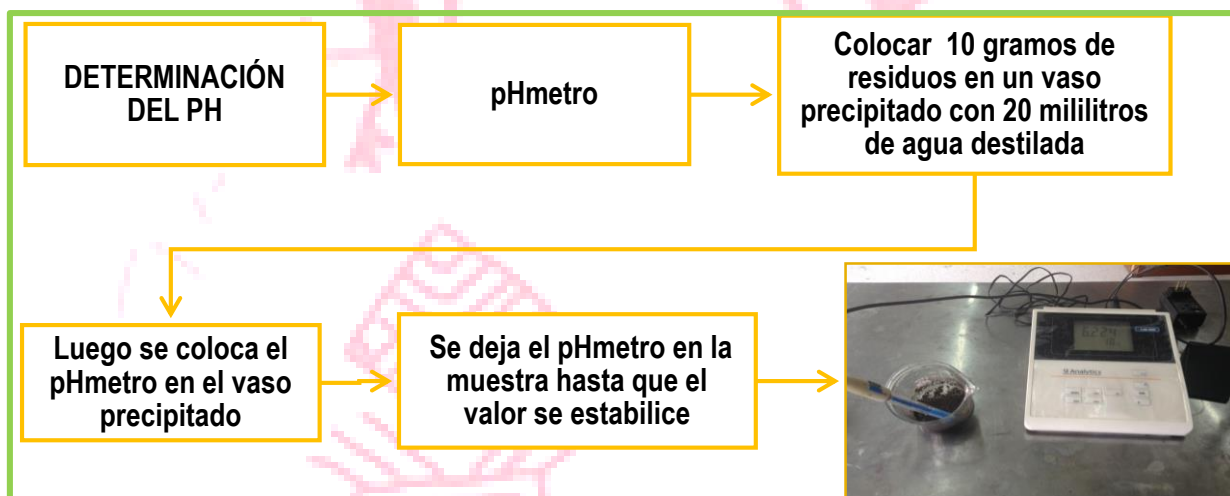 DETERMINACIÓN
DEL PH
pHmetro
Colocar 10 gramos de
residuos en un vaso
precipitado con 20 mililitros
de agua destilada
Luego se coloca el
pHmetro en el vaso
precipitado
Se deja el pHmetro en la
muestra hasta que el
valor se estabilice
SI Analytics